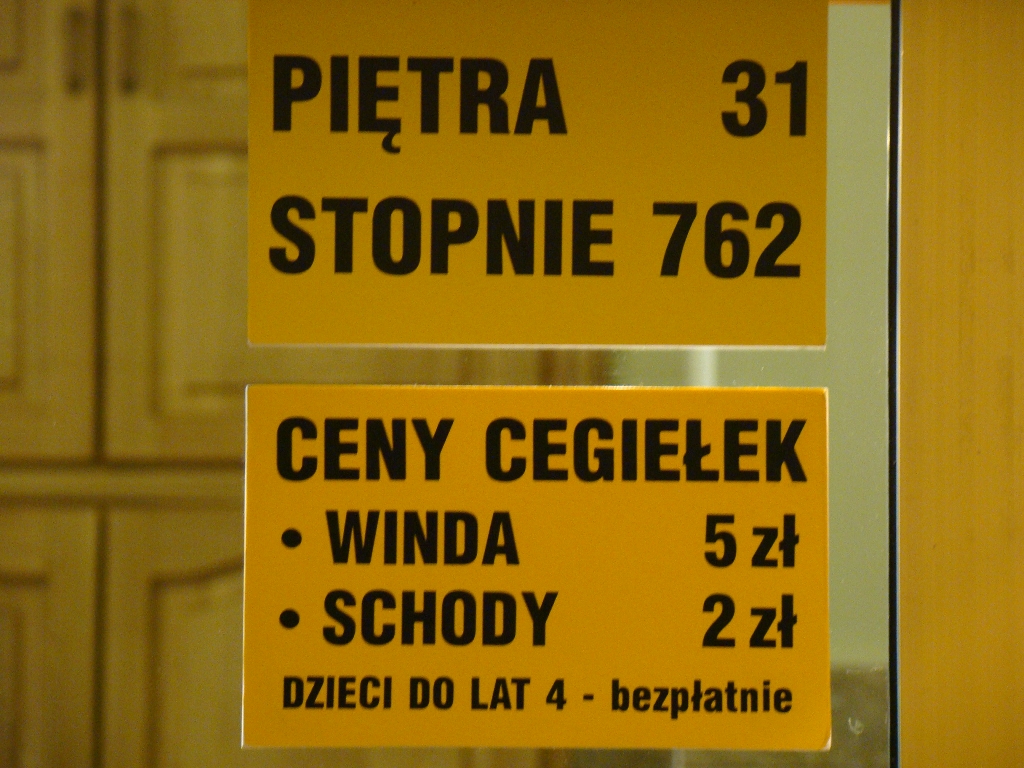 PIĘTRA 31
STOPNIE 762
CENY CEGIEŁEK
• WINDA 5 zł
• SCHODY 2 zł
DZIECI DO LAT 4 - bezpłatnie